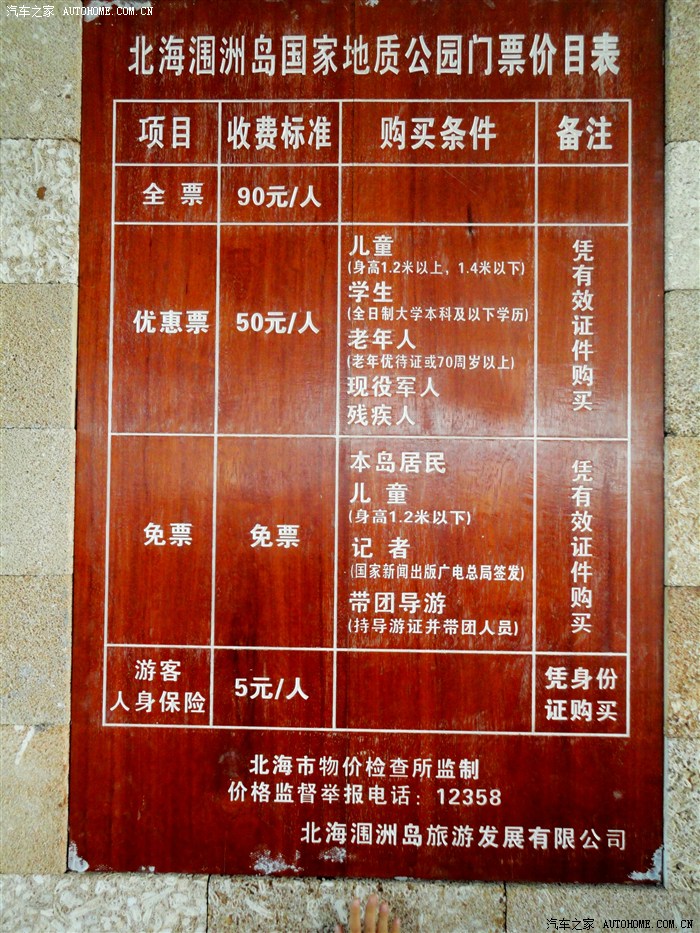 汽车之家 AUTOHOME.COM.CN
北海涠洲岛国家地质公园门票价目表
项目 收费标准 购买条件 备注
全 票 90元/人
优惠票 50元/人
儿童
(身高1.2米以上，1.4米以下)
学生
(全日制大学本科及以下学历)
老年人
(老年优待证或70周岁以上)
现役军人
残疾人
凭有效证件购买
免票 免票
本岛居民
儿 童
(身高1.2米以下)
记 者
(国家新闻出版广电总局签发)
带团导游
(持导游证并带团人员)
凭有效证件购买
游客
人身保险
5元/人
凭身份
证购买
北海市物价检查所监制
价格监督举报电话：12358
北海涠洲岛旅游发展有限公司
汽车之家 AUTOHOME.COM.CN